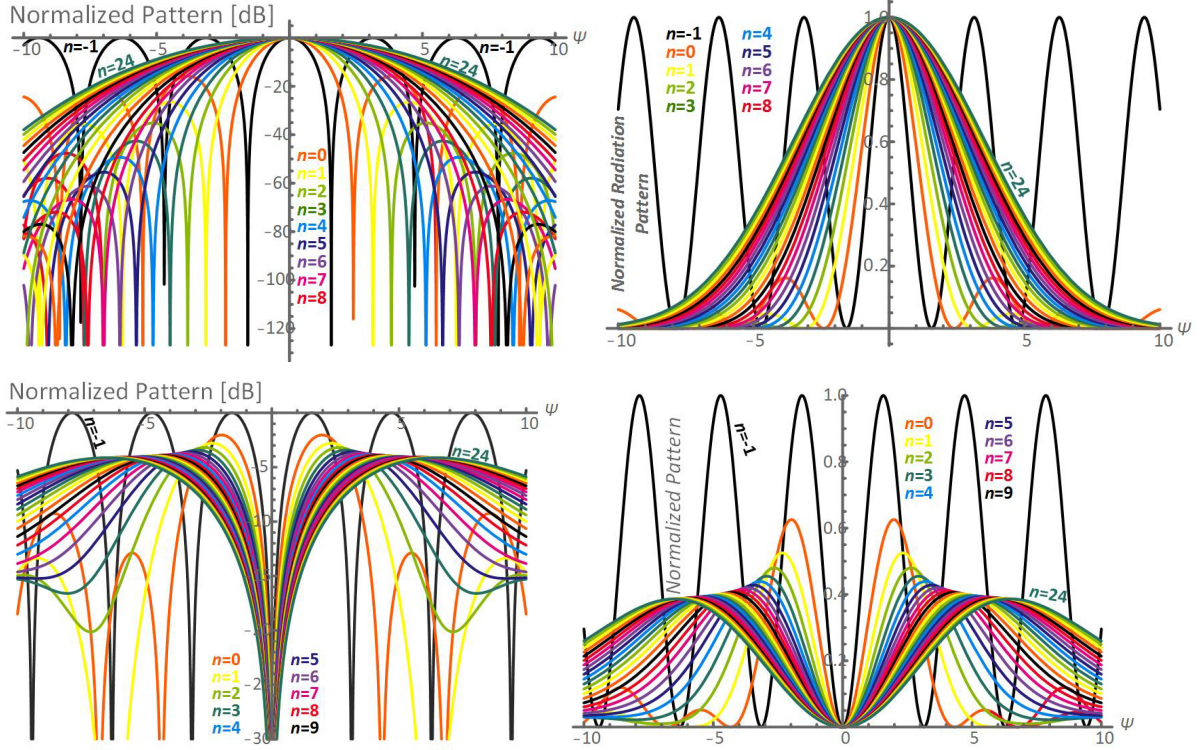 Normalized Pattern [dB]
-10 n=-1 -5 5 n=-1 10 ψ
n=24 n=24
-20
-40
n=0
n=1
-60
n=2
n=3
-80
n=4
n=5
n=6
-100
n=7
n=8
-120
1.0
n=-1 n=4
n=0 n=5
n=1 n=6
n=2 n=7
n=3 n=8
0.8
0.6
0.4
0.2
Normalized Radiation
Pattern
n=24
-10 -5 5 10 ψ
Normalized Pattern [dB]
-10 -5 5 10 ψ
n=-1
n=24
-5
-10
-30
n=0 n=5
n=1 n=6
n=2 n=7
n=3 n=8
n=4 n=9
1.0
0.8
0.6
0.4
0.2
Normalized Pattern
n=-1
n=0 n=5
n=1 n=6
n=2 n=7
n=3 n=8
n=4 n=9
n=24
-10 -5 0 5 10 ψ